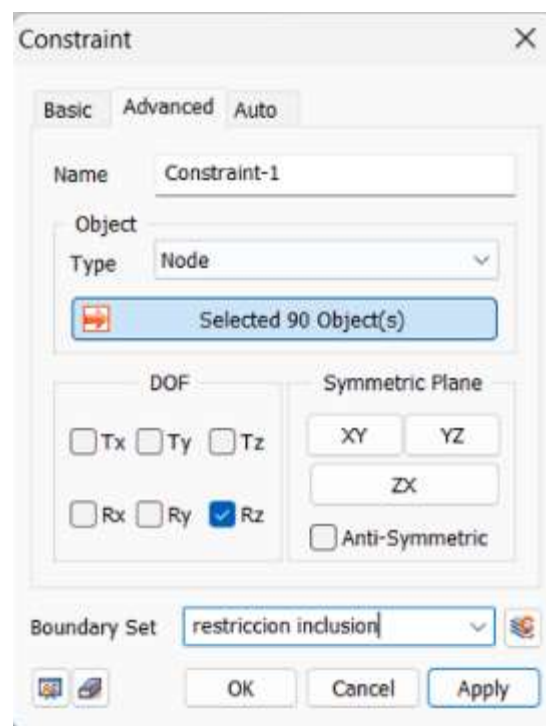 Constraint
Basic Advanced Auto
Name Constraint-1
Object
Type Node
Selected 90 Object(s)
DOF Symmetric Plane
Tx Ty Tz XY YZ
ZX
Rx Ry Rz
Anti-Symmetric
Boundary Set restriccion inclusion
OK Cancel Apply